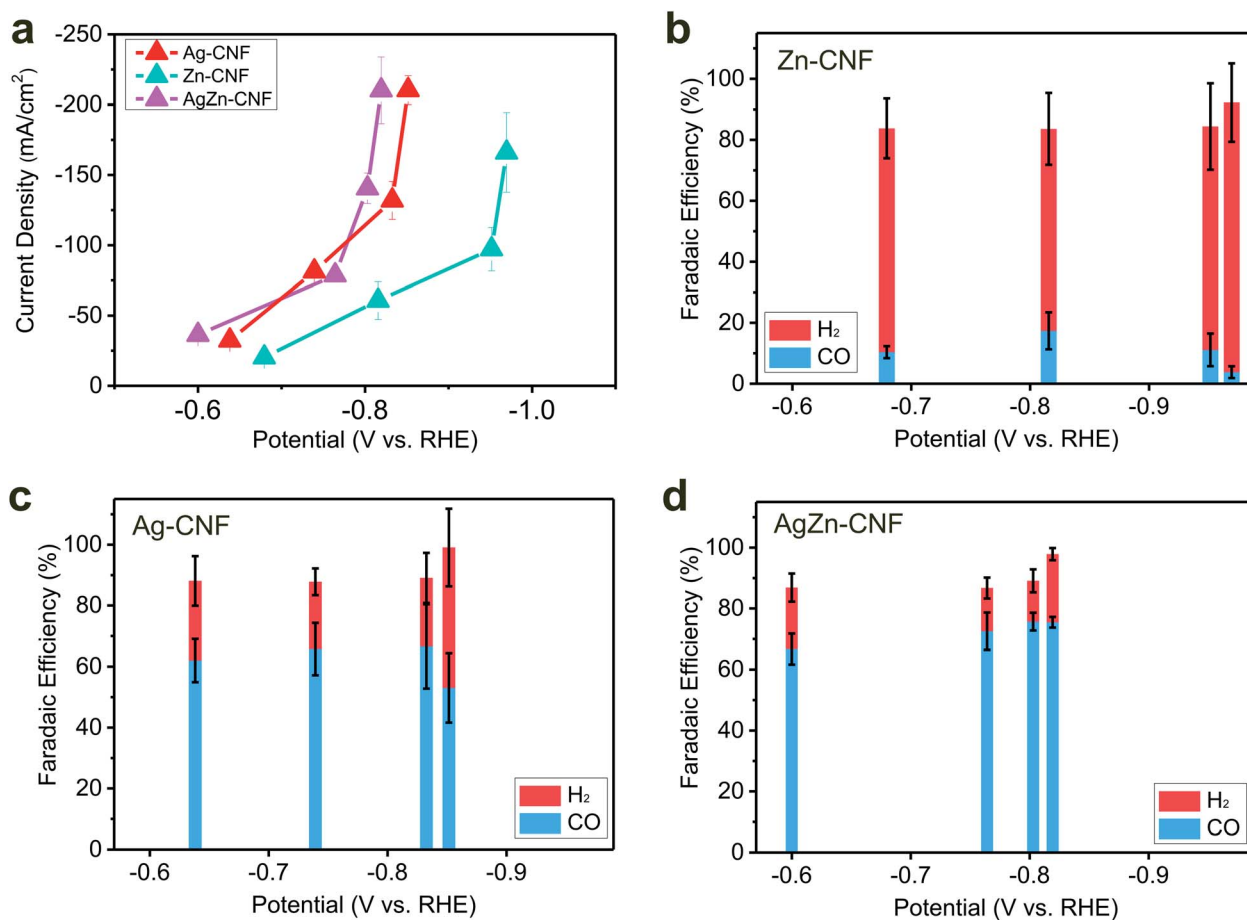 a
-250
-200
-150
-100
-50
0
Current Density (mA/cm²)
Ag-CNF
Zn-CNF
AgZn-CNF
-0.6
-0.8
-1.0
Potential (V vs. RHE)
b
Zn-CNF
100
80
60
40
20
0
Faradaic Efficiency (%)
H₂
CO
-0.6
-0.7
-0.8
-0.9
Potential (V vs. RHE)
c
Ag-CNF
100
80
60
40
20
0
Faradaic Efficiency (%)
H₂
CO
-0.6
-0.7
-0.8
-0.9
Potential (V vs. RHE)
d
AgZn-CNF
100
80
60
40
20
0
Faradaic Efficiency (%)
H₂
CO
-0.6
-0.7
-0.8
-0.9
Potential (V vs. RHE)